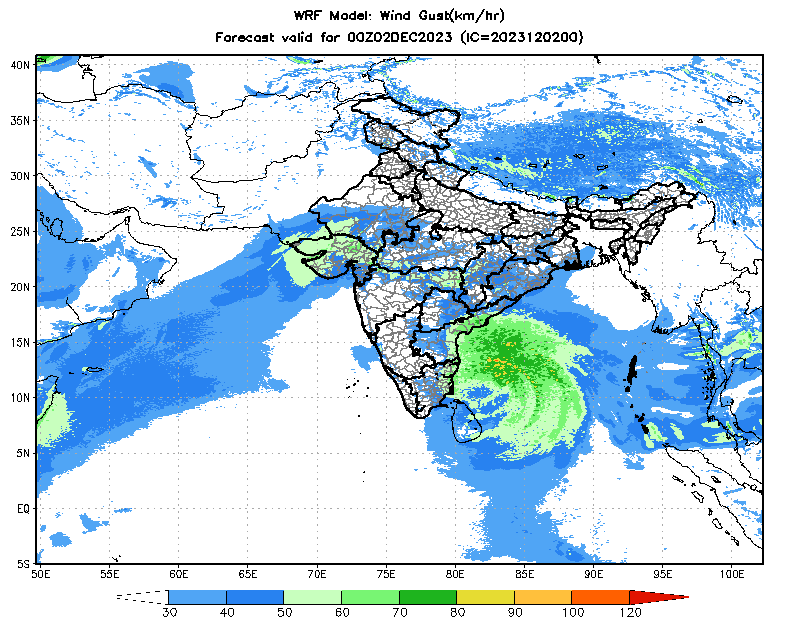 WRF Model: Wind Gust(km/hr)
Forecast valid for 00Z02DEC2023 (IC=2023120200)
40N
35N
30N
25N
20N
15N
10N
5N
EQ
5S
50E 55E 60E 65E 70E 75E 80E 85E 90E 95E 100E
30 40 50 60 70 80 90 100 120